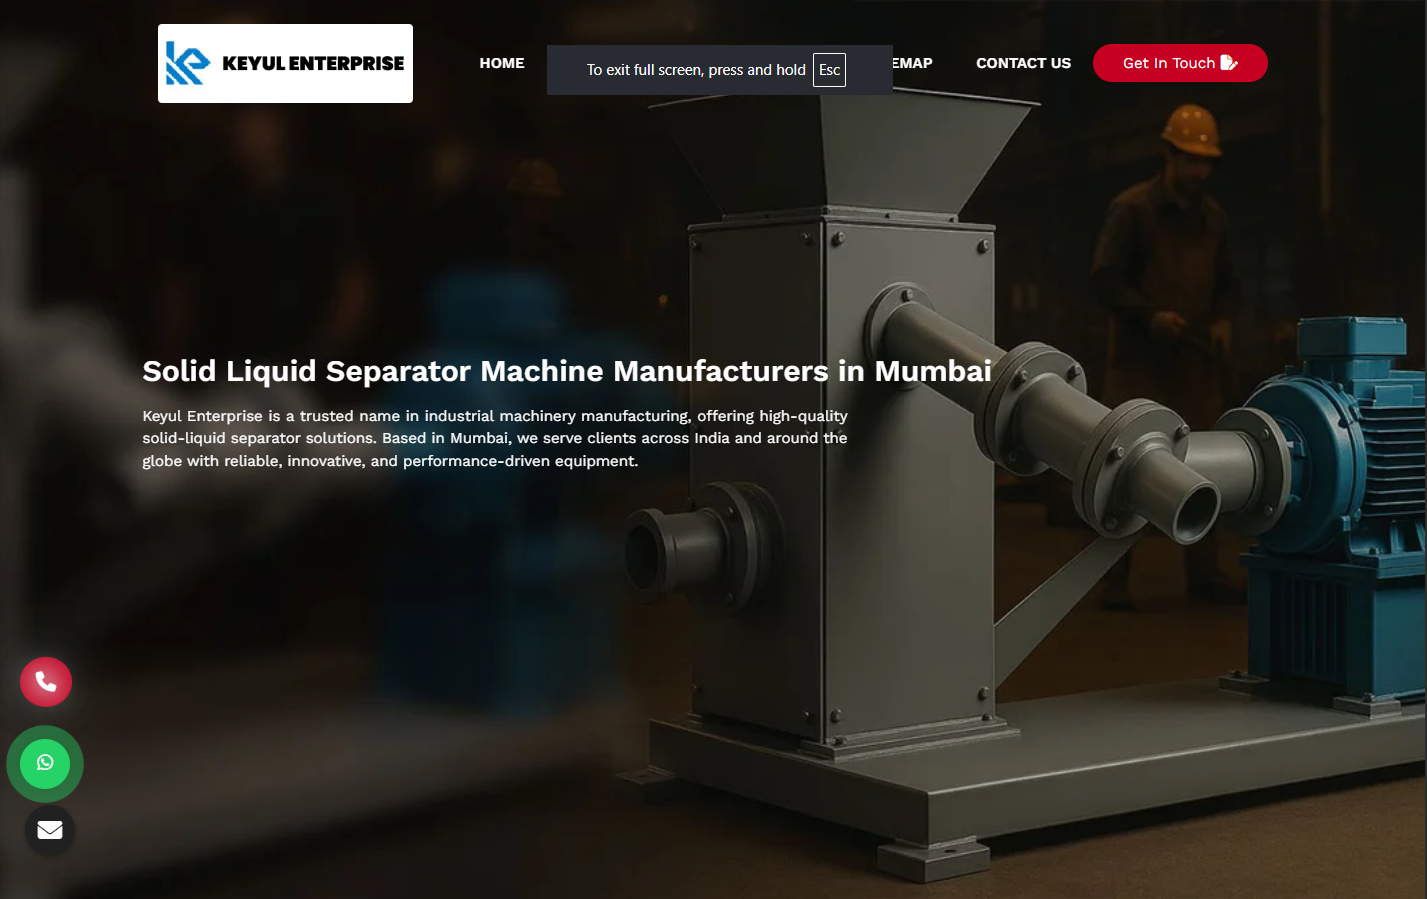 KEYUL ENTERPRISE
HOME
To exit full screen, press and hold Esc
EMAP
CONTACT US
Get In Touch
Solid Liquid Separator Machine Manufacturers in Mumbai
Keyul Enterprise is a trusted name in industrial machinery manufacturing, offering high-quality
solid-liquid separator solutions. Based in Mumbai, we serve clients across India and around the
globe with reliable, innovative, and performance-driven equipment.